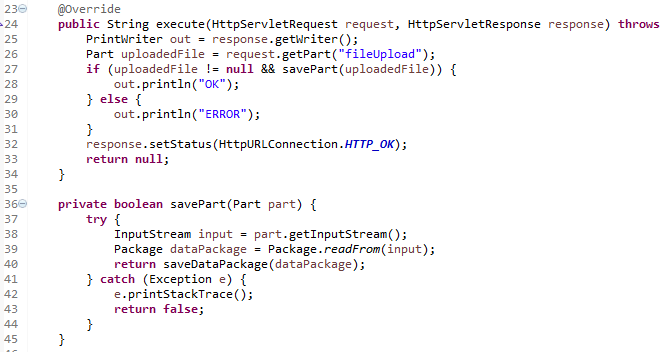 23 @Override
24 public String execute(HttpServletRequest request, HttpServletResponse response) throws
25 PrintWriter out = response.getWriter();
26 Part uploadedFile = request.getPart("fileUpload");
27 if (uploadedFile != null && savePart(uploadedFile)) {
28 out.println("OK");
29 } else {
30 out.println("ERROR");
31 }
32 response.setStatus(HttpURLConnection.HTTP_OK);
33 return null;
34 }
35
36 private boolean savePart(Part part) {
37 try {
38 InputStream input = part.getInputStream();
39 Package dataPackage = Package.readFrom(input);
40 return saveDataPackage(dataPackage);
41 } catch (Exception e) {
42 e.printStackTrace();
43 return false;
44 }
45 }